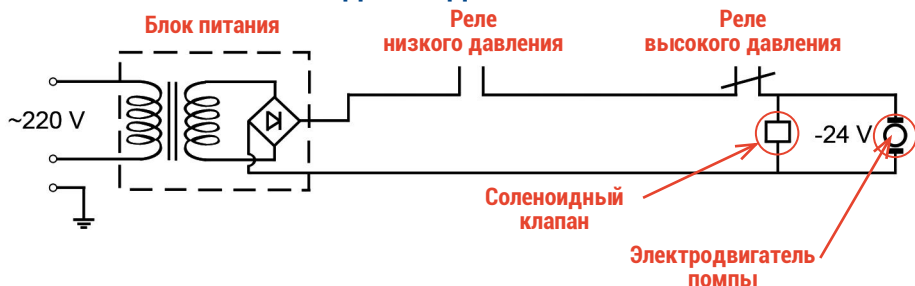 Блок питания
Реле
низкого давления
Реле
высокого давления
~220 V
-24 V
Соленоидный
клапан
Электродвигатель
помпы